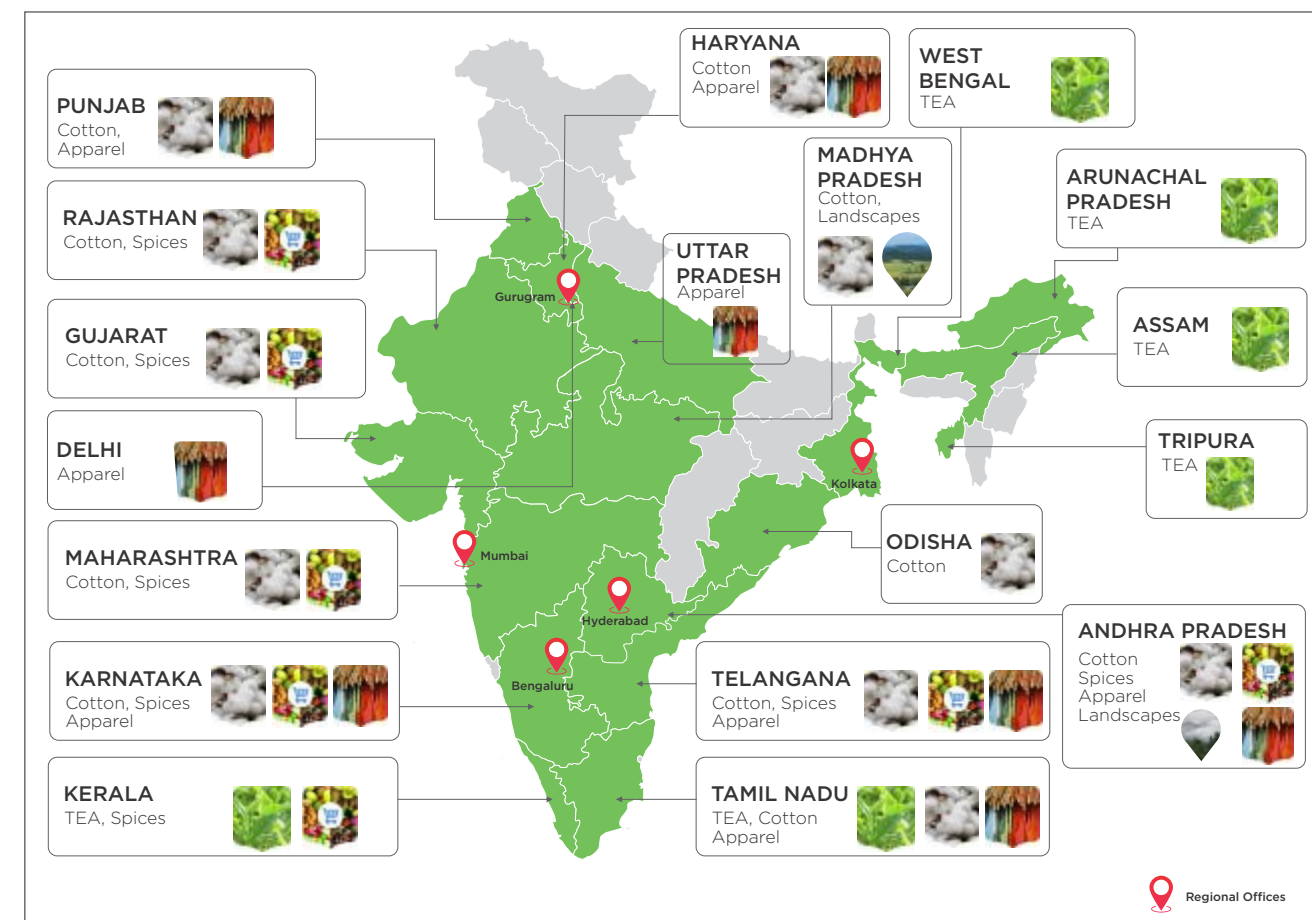 PUNJAB
Cotton,
Apparel
RAJASTHAN
Cotton, Spices
GUJARAT
Cotton, Spices
DELHI
Apparel
MAHARASHTRA
Cotton, Spices
KARNATAKA
Cotton, Spices
Apparel
KERALA
TEA, Spices
HARYANA
Cotton
Apparel
WEST
BENGAL
TEA
MADHYA
PRADESH
Cotton,
Landscapes
UTTAR
PRADESH
Apparel
ARUNACHAL
PRADESH
TEA
ASSAM
TEA
TRIPURA
TEA
ODISHA
Cotton
ANDHRA PRADESH
Cotton
Spices
Apparel
Landscapes
TELANGANA
Cotton, Spices
Apparel
TAMIL NADU
TEA, Cotton
Apparel
Gurugram
Kolkata
Mumbai
Hyderabad
Bengaluru
Regional Offices